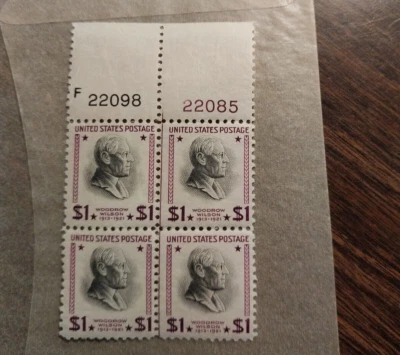 F 22098 22085
UNITED STATES POSTAGE UNITED STATES POSTAGE
WOODROW WOODROW
$1 WILSON $1 $1 WILSON $1
1913-1921 1913-1921
UNITED STATES POSTAGE UNITED STATES POSTAGE
WOODROW WOODROW
$1 WILSON $1 $1 WILSON $1
1913-1921 1913-1921